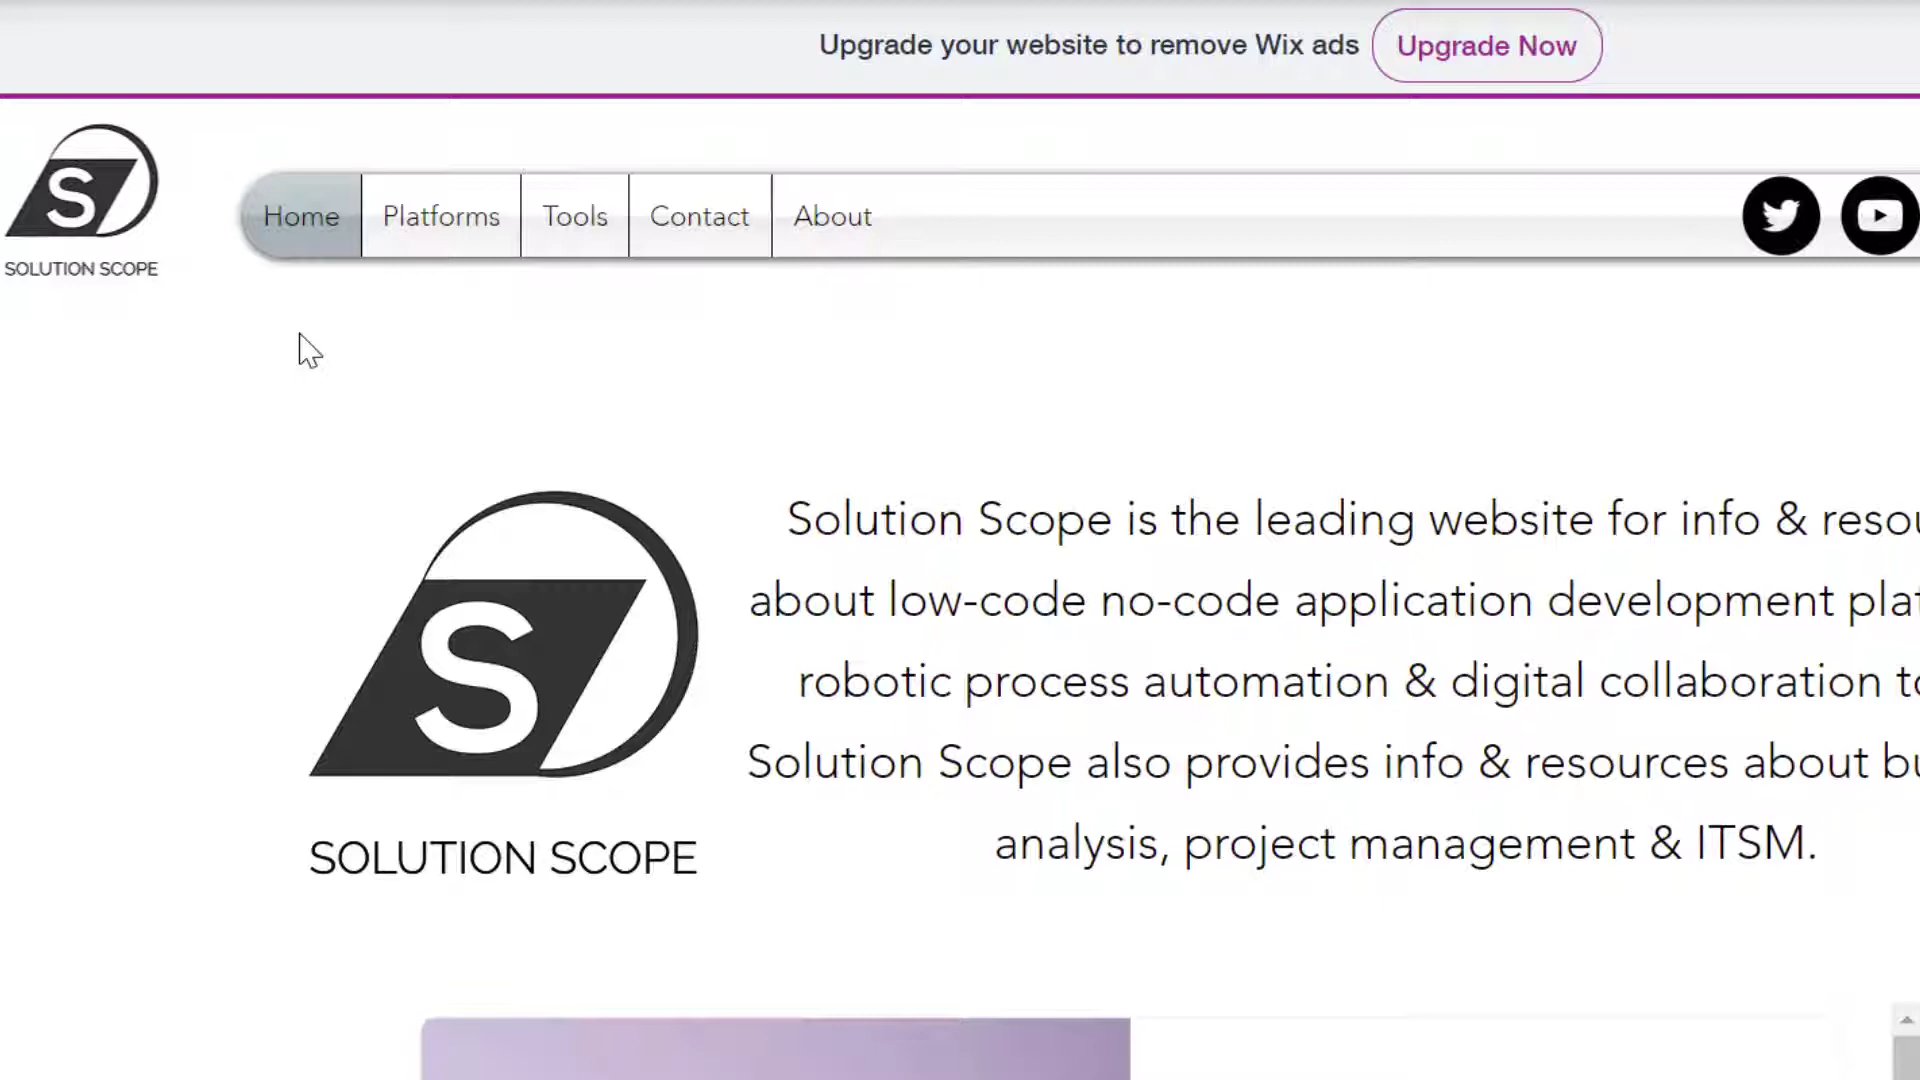 Upgrade your website to remove Wix ads Upgrade Now
S
SOLUTION SCOPE
Home Platforms Tools Contact About
Solution Scope is the leading website for info &
about low-code no-code application development
robotic process automation & digital collaboration
Solution Scope also provides info & resources about
analysis, project management & ITSM.
S
SOLUTION SCOPE